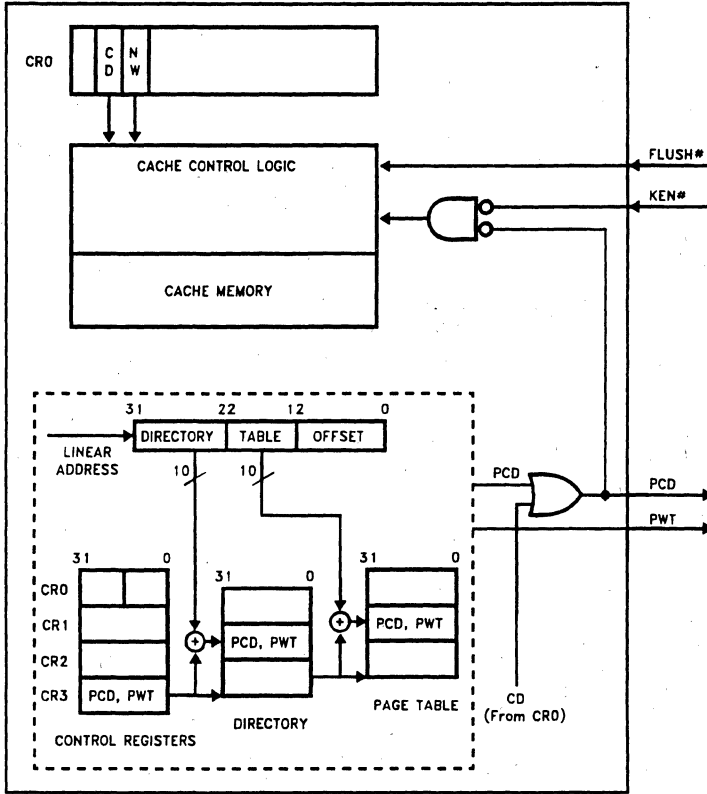 CR0
CD
NW
CACHE CONTROL LOGIC
FLUSH#
KEN#
CACHE MEMORY
31 22 12 0
DIRECTORY TABLE OFFSET
LINEAR
ADDRESS
10 10
PCD
PCD
PWT
31 0
31 0
31 0
CR0
CR1
CR2
CR3
PCD, PWT
PCD, PWT
PCD, PWT
CONTROL REGISTERS
DIRECTORY
PAGE TABLE
CD
(From CR0)